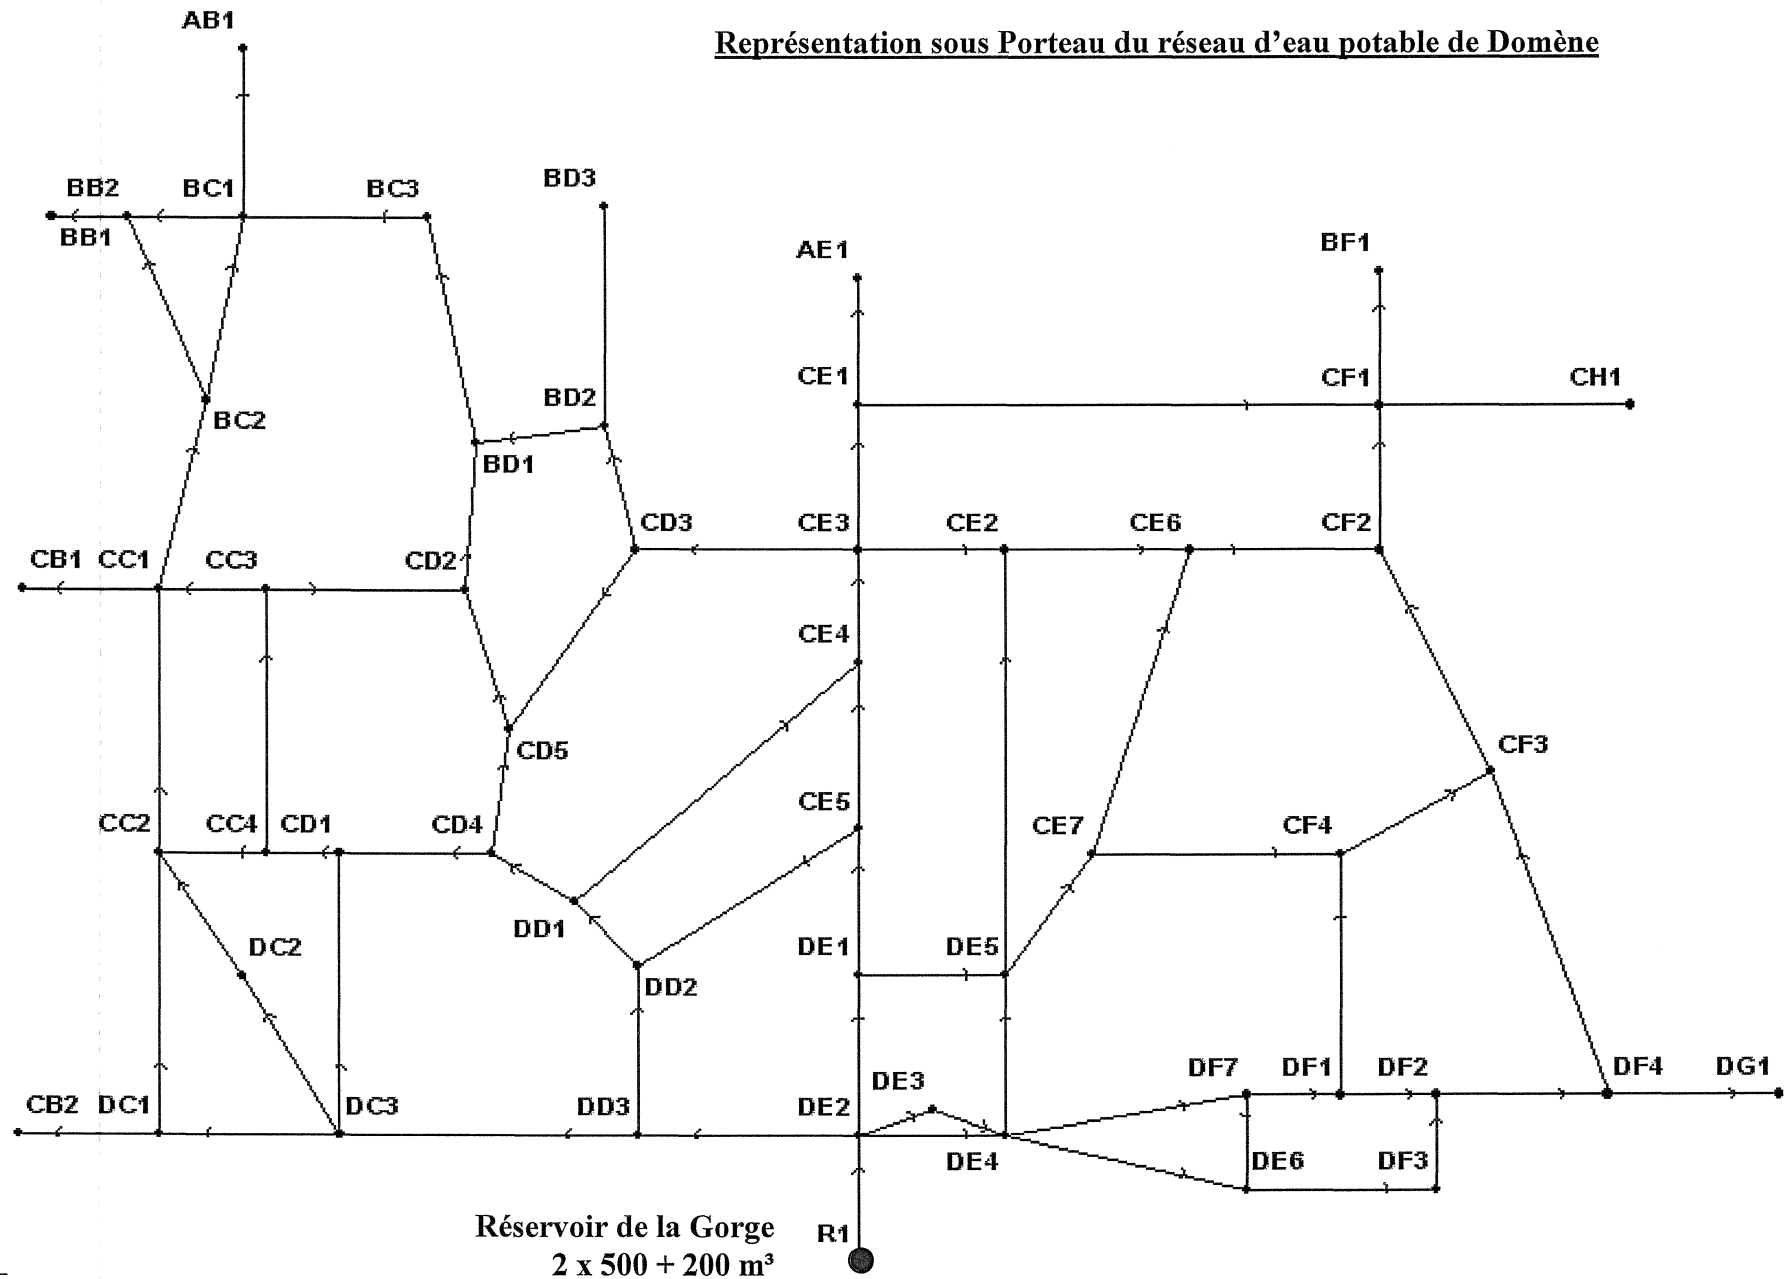 AB1
Représentation sous Porteau du réseau d’eau potable de Domène
BB2 BC1 BC3 BD3
BB1
AE1 BF1
CE1 CF1 CH1
BD2
BC2
BD1
CD3 CE3 CE2 CE6 CF2
CB1 CC1 CC3 CD2
CE4
CD5 CF3
CE5
CC2 CC4 CD1 CD4 CE7 CF4
DD1
DC2 DE1 DE5
DD2
DE3 DF7 DF1 DF2 DF4 DG1
CB2 DC1 DC3 DD3 DE2
DE4 DE6 DF3
Réservoir de la Gorge R1
2 x 500 + 200 m³